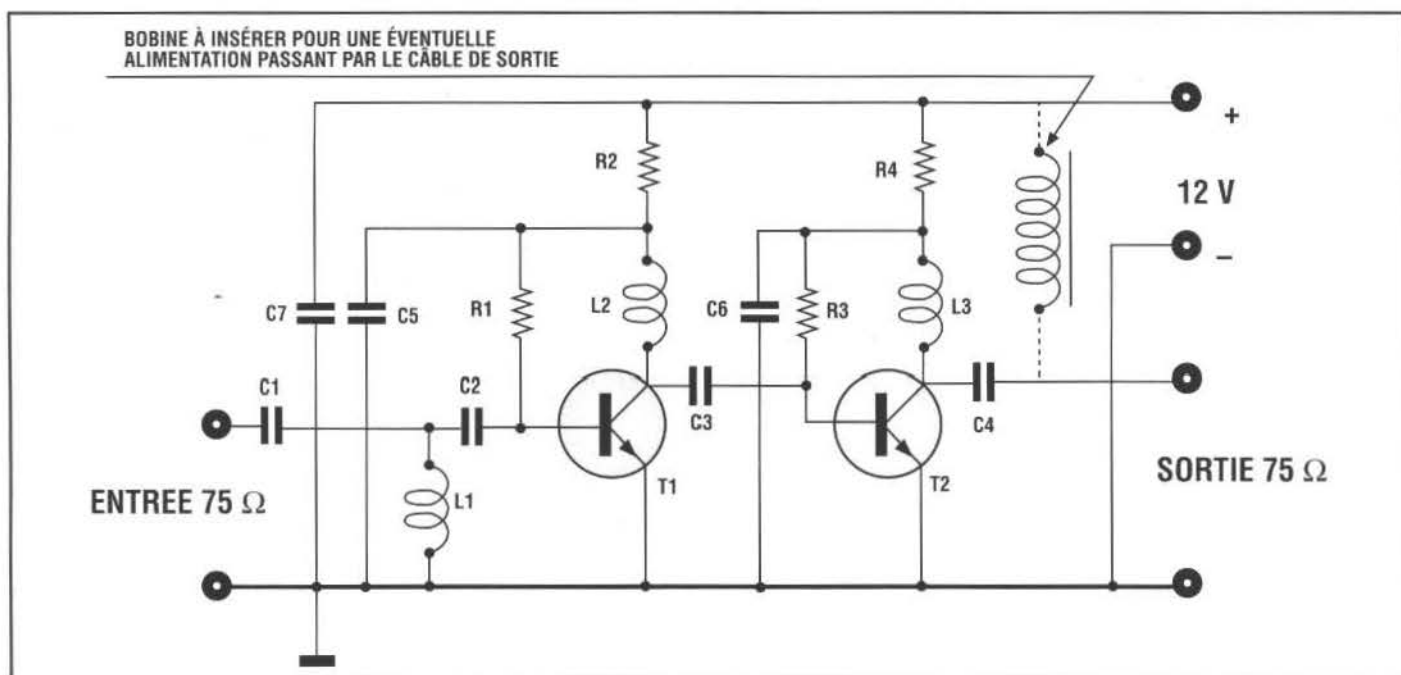 BOBINE À INSÉRER POUR UNE ÉVENTUELLE
ALIMENTATION PASSANT PAR LE CÂBLE DE SORTIE
+
R2
R4
12 V
–
C7
C5
R1
L2
C6
R3
L3
C1
C2
C3
C4
L1
T1
T2
ENTREE 75 Ω
SORTIE 75 Ω